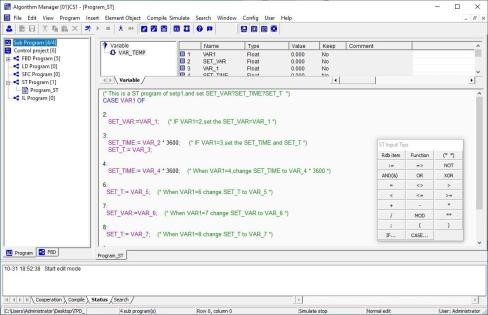 Algorithm Manager [01]CS1 - [Program_ST]
File Edit View Program Insert Element Object Compile Simulate Search Window Config User Help
Sub Program [4/4]
Control project [0]
FBD Program [5]
LD Program [0]
SFC Program [0]
ST Program [1]
Program_ST
IL Program [0]
Program FBD
Variable
VAR_TEMP
Name Type Value Keep Comment
1 VAR1 Float 0.000 No
2 SET_VAR Float 0.000 No
3 VAR_1 Float 0.000 No
4 SET_TIME Float 0.000 No
Variable
(* This is a ST program of setp1,and set SET_VAR?SET_TIME?SET_T *)
CASE VAR1 OF
2:
SET_VAR:=VAR_1; (* IF VAR1=2,set the SET_VAR=VAR_1 *)
3:
SET_TIME:= VAR_2 * 3600; (* IF VAR1=3,set the SET_TIME and SET_T *)
SET_T:= VAR_3;
4:
SET_TIME:= VAR_4 * 3600; (* When VAR1=4,change SET_TIME to VAR_4 * 3600 *)
6:
SET_T:= VAR_5; (* When VAR1=6 change SET_T to VAR_5 *)
7:
SET_VAR:=VAR_6; (* When VAR1=7 change SET_VAR to VAR_6 *)
8:
SET_T:= VAR_7; (* When VAR1=8 change SET_T to VAR_7 *)
ST Input Tips
Rdb item Function (* *)
:= => NOT
AND(&) OR XOR
= <> >
< <= >=
+ - *
/ MOD **
; ( )
IF... CASE...
Program_ST
10-31 18:52:38 Start edit mode
Cooperation Compile Status Search
C:\Users\Administrator\Desktop\TPD_ 4 sub program(s) Row 0, column 0 Simulate stop Normal edit User: Administrator